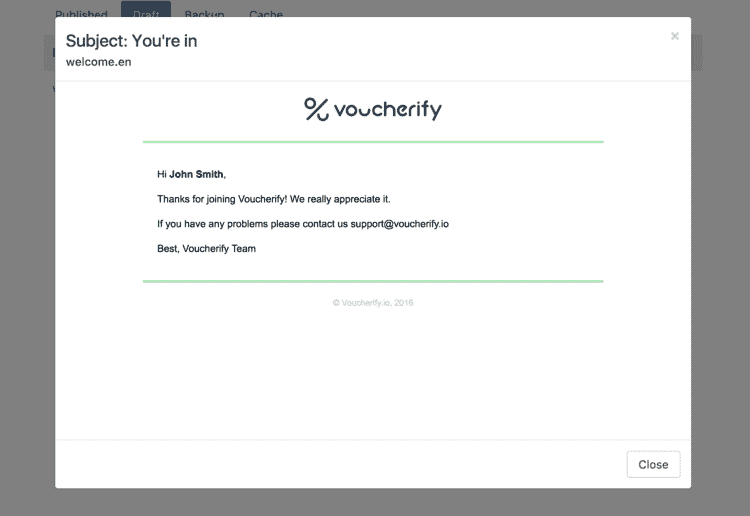 Published Draft Backup Cache
Subject: You're in
×
welcome.en
voucherify
Hi John Smith,
Thanks for joining Voucherify! We really appreciate it.
If you have any problems please contact us support@voucherify.io
Best, Voucherify Team
© Voucherify.io, 2016
Close